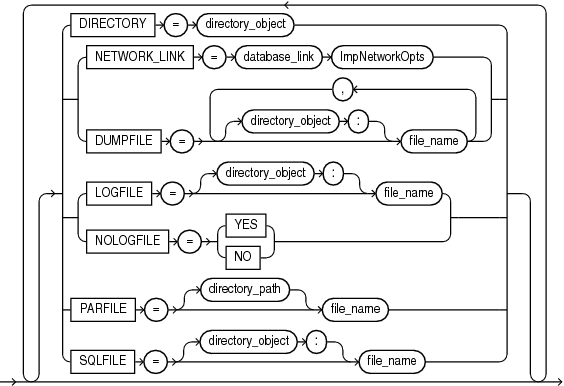 DIRECTORY = directory_object
NETWORK_LINK = database_link ImpNetworkOpts
,
directory_object :
DUMPFILE = file_name
directory_object :
LOGFILE = file_name
YES
NOLOGFILE =
NO
directory_path
PARFILE = file_name
directory_object :
SQLFILE = file_name